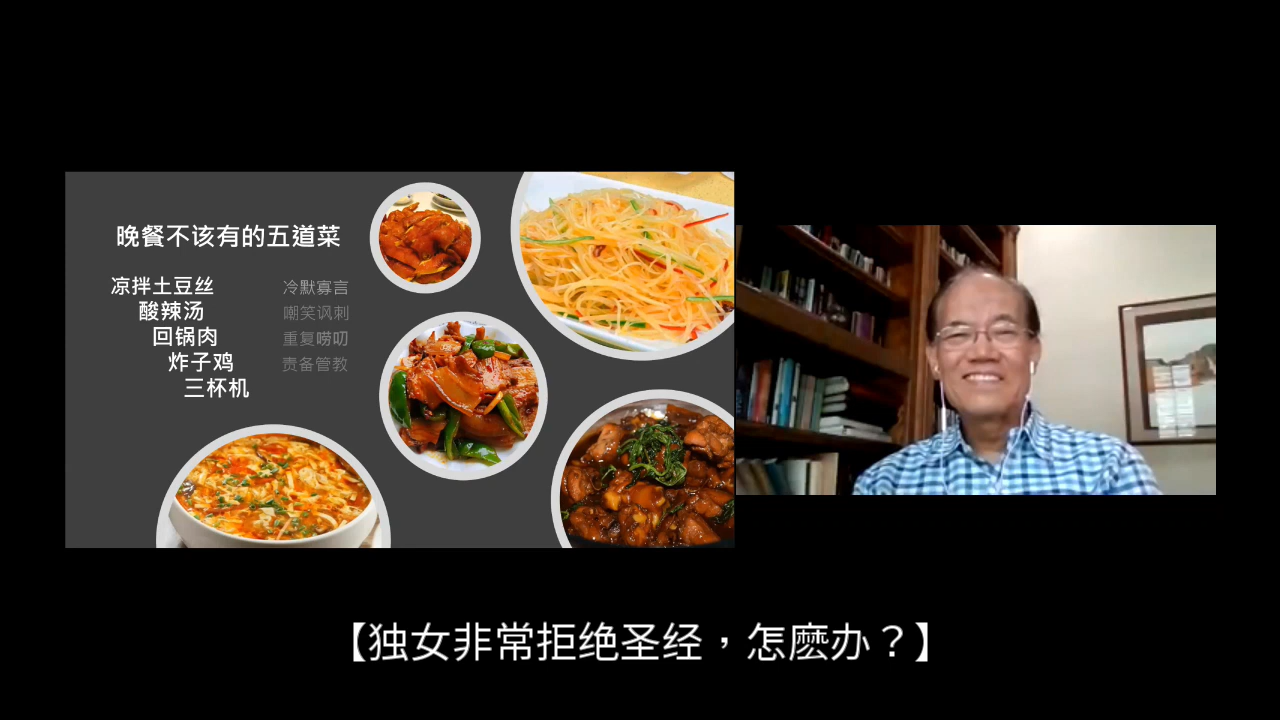 晚餐不该有的五道菜
凉拌土豆丝
酸辣汤
回锅肉
炸子鸡
三杯机
冷默寡言
嘲笑讽刺
重复唠叨
责备管教
【独女非常拒绝圣经，怎麽办？】